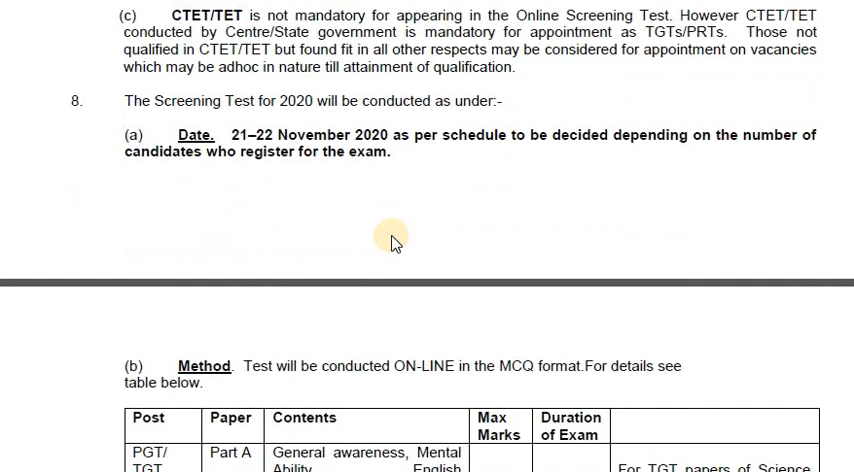 (c) CTET/TET is not mandatory for appearing in the Online Screening Test. However CTET/TET
conducted by Centre/State government is mandatory for appointment as TGTs/PRTs. Those not
qualified in CTET/TET but found fit in all other respects may be considered for appointment on vacancies
which may be adhoc in nature till attainment of qualification.
8. The Screening Test for 2020 will be conducted as under:-
(a) Date. 21–22 November 2020 as per schedule to be decided depending on the number of
candidates who register for the exam.
(b) Method. Test will be conducted ON-LINE in the MCQ format.For details see
table below.
Post Paper Contents Max Duration
Marks of Exam
PGT/ Part A General awareness, Mental
TGT Ability English For TGT papers of Science